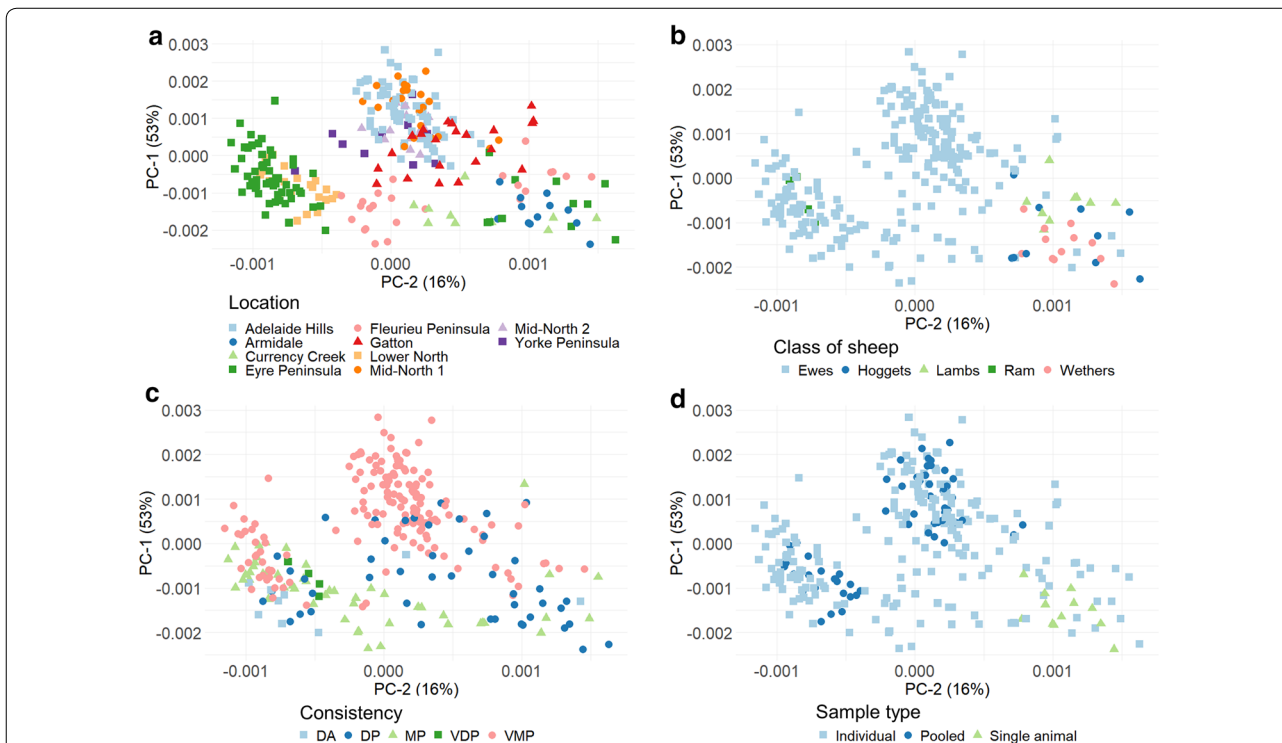 a
0.003
0.002
0.001
0.000
-0.001
-0.002
PC-1 (53%)
-0.001 0.000 0.001
PC-2 (16%)
Location
Adelaide Hills Fleurieu Peninsula Mid-North 2
Armidale Gatton Yorke Peninsula
Currency Creek Lower North
Eyre Peninsula Mid-North 1
b
0.003
0.002
0.001
0.000
-0.001
-0.002
PC-1 (53%)
-0.001 0.000 0.001
PC-2 (16%)
Class of sheep
Ewes Hoggets Lambs Ram Wethers
c
0.003
0.002
0.001
0.000
-0.001
-0.002
PC-1 (53%)
-0.001 0.000 0.001
PC-2 (16%)
Consistency
DA DP MP VDP VMP
d
0.003
0.002
0.001
0.000
-0.001
-0.002
PC-1 (53%)
-0.001 0.000 0.001
PC-2 (16%)
Sample type
Individual Pooled Single animal